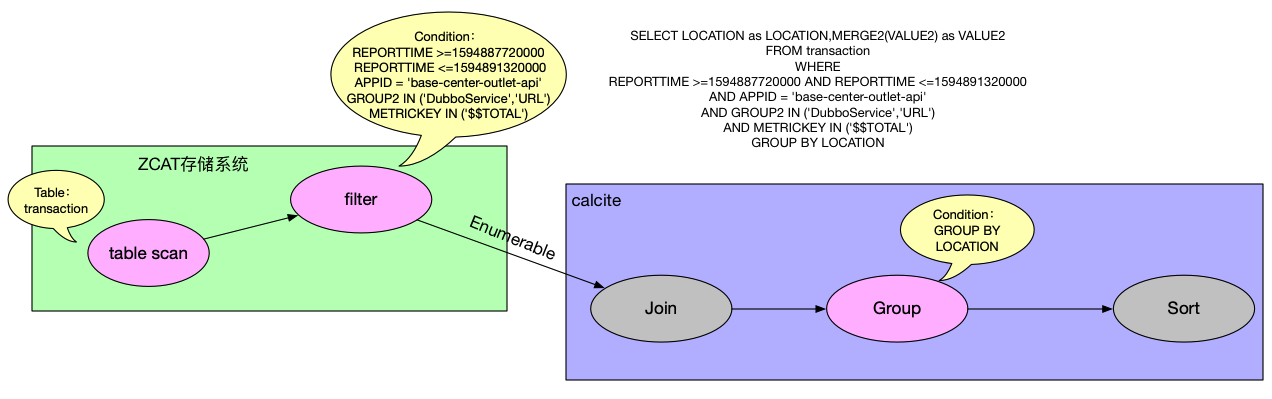 Condition：
REPORTTIME >=1594887720000
REPORTTIME <=1594891320000
APPID = 'base-center-outlet-api'
GROUP2 IN ('DubboService','URL')
METRICKEY IN ('$$TOTAL')
SELECT LOCATION as LOCATION,MERGE2(VALUE2) as VALUE2
FROM transaction
WHERE
REPORTTIME >=1594887720000 AND REPORTTIME <=1594891320000
AND APPID = 'base-center-outlet-api'
AND GROUP2 IN ('DubboService','URL')
AND METRICKEY IN ('$$TOTAL')
GROUP BY LOCATION
ZCAT存储系统
Table：
transaction
table scan
filter
Enumerable
calcite
Condition：
GROUP BY
LOCATION
Join
Group
Sort